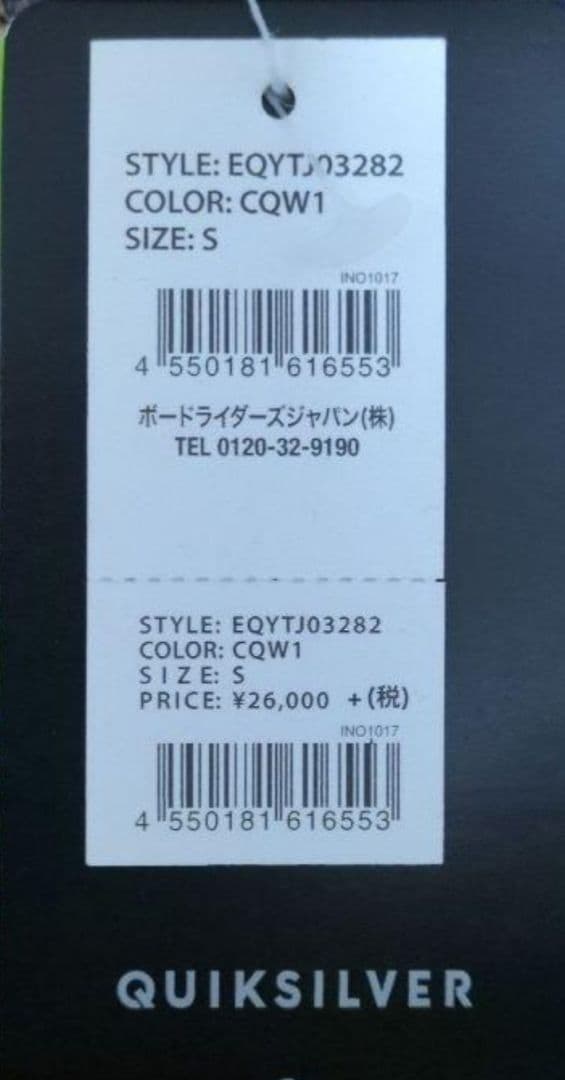 STYLE: EQYTJ03282
COLOR: CQW1
SIZE: S
INO1017
4 550181 616553
ボードライダーズジャパン(株)
TEL 0120-32-9190
STYLE: EQYTJ03282
COLOR: CQW1
SIZE: S
PRICE: ¥26,000 +(税)
INO1017
4 550181 616553
QUIKSILVER